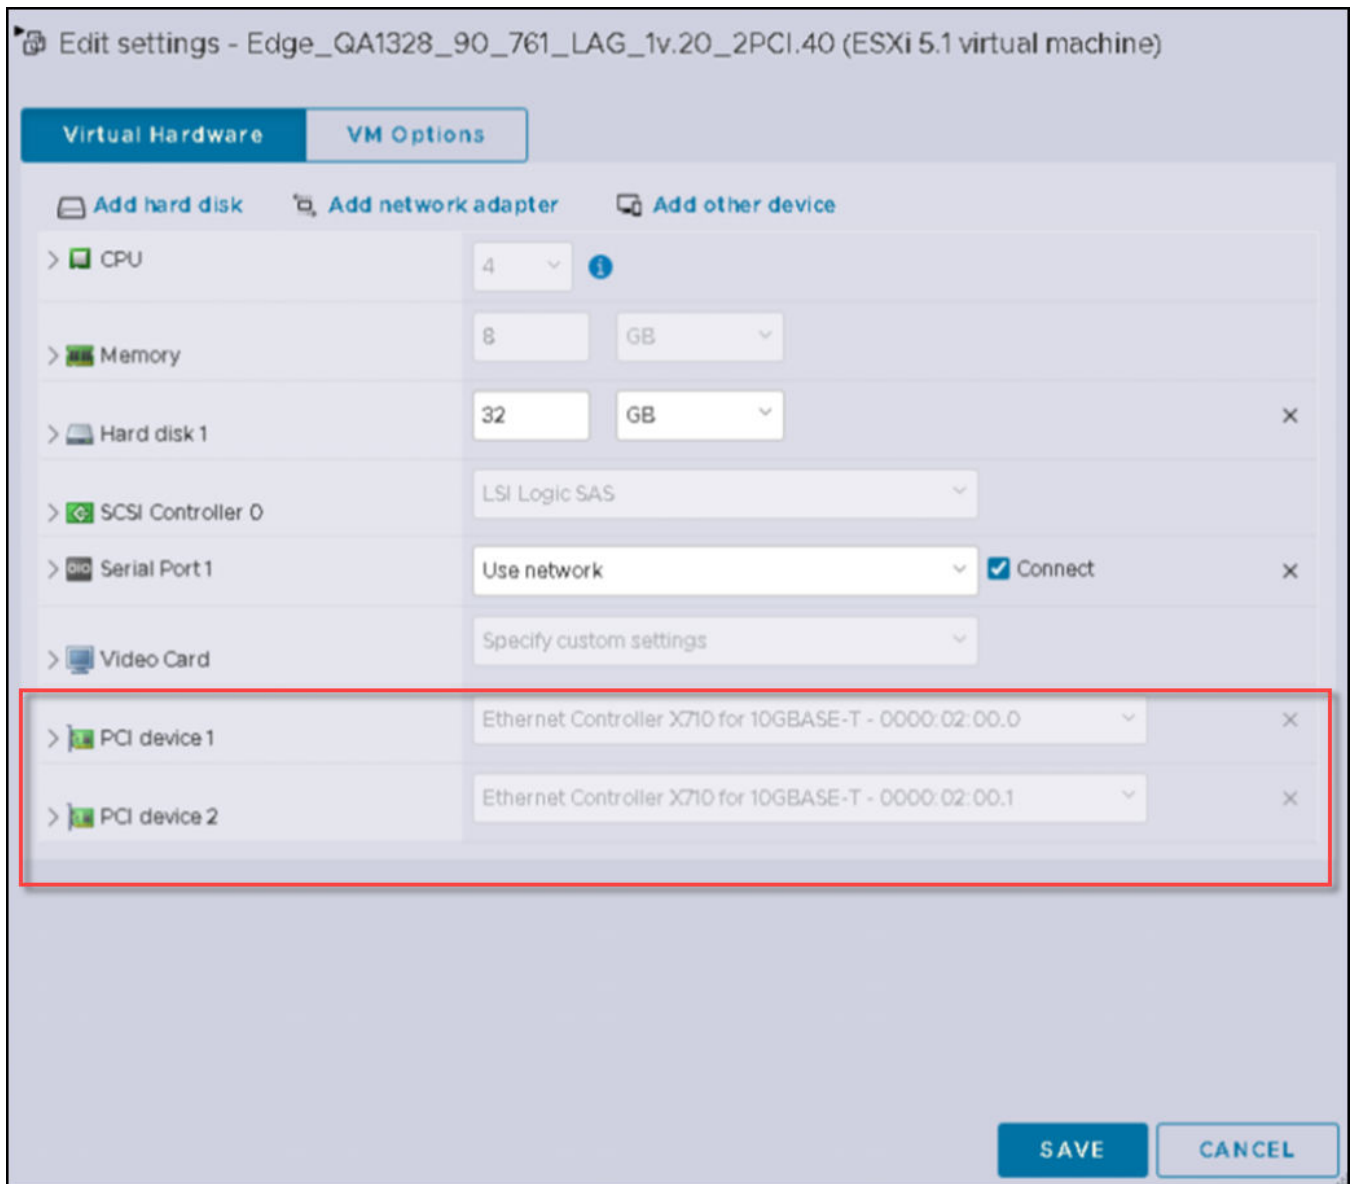 Edit settings - Edge_QA1328_90_761_LAG_1v.20_2PCI.40 (ESXi 5.1 virtual machine)
Virtual Hardware VM Options
Add hard disk Add network adapter Add other device
CPU 4
Memory 8 GB
Hard disk 1 32 GB
SCSI Controller 0 LSI Logic SAS
Serial Port 1 Use network Connect
Video Card Specify custom settings
PCI device 1 Ethernet Controller X710 for 10GBASE-T - 0000:02:00.0
PCI device 2 Ethernet Controller X710 for 10GBASE-T - 0000:02:00.1
SAVE CANCEL